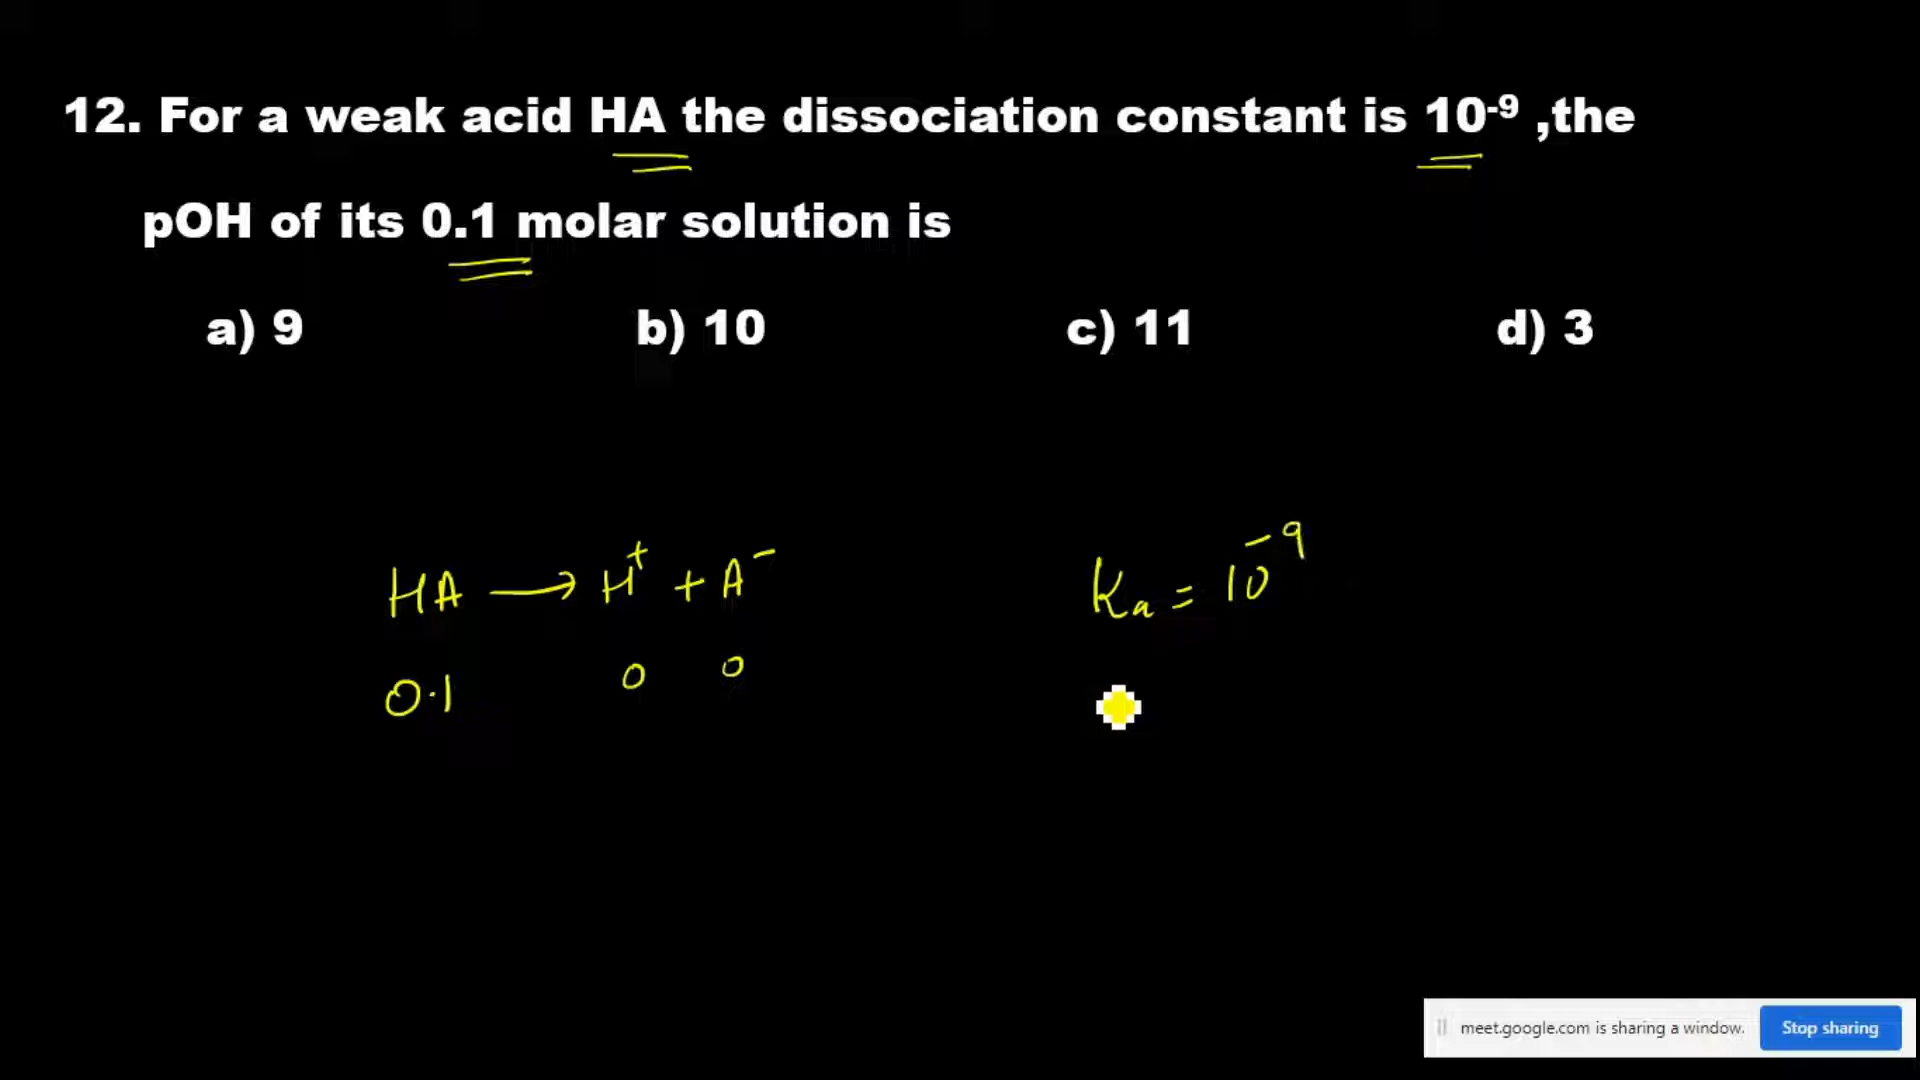 12. For a weak acid HA the dissociation constant is 10⁻⁹ ,the
pOH of its 0.1 molar solution is
a) 9 b) 10 c) 11 d) 3
HA → H⁺ + A⁻ Kₐ = 10⁻⁹
0.1 0 0
meet.google.com is sharing a window. Stop sharing